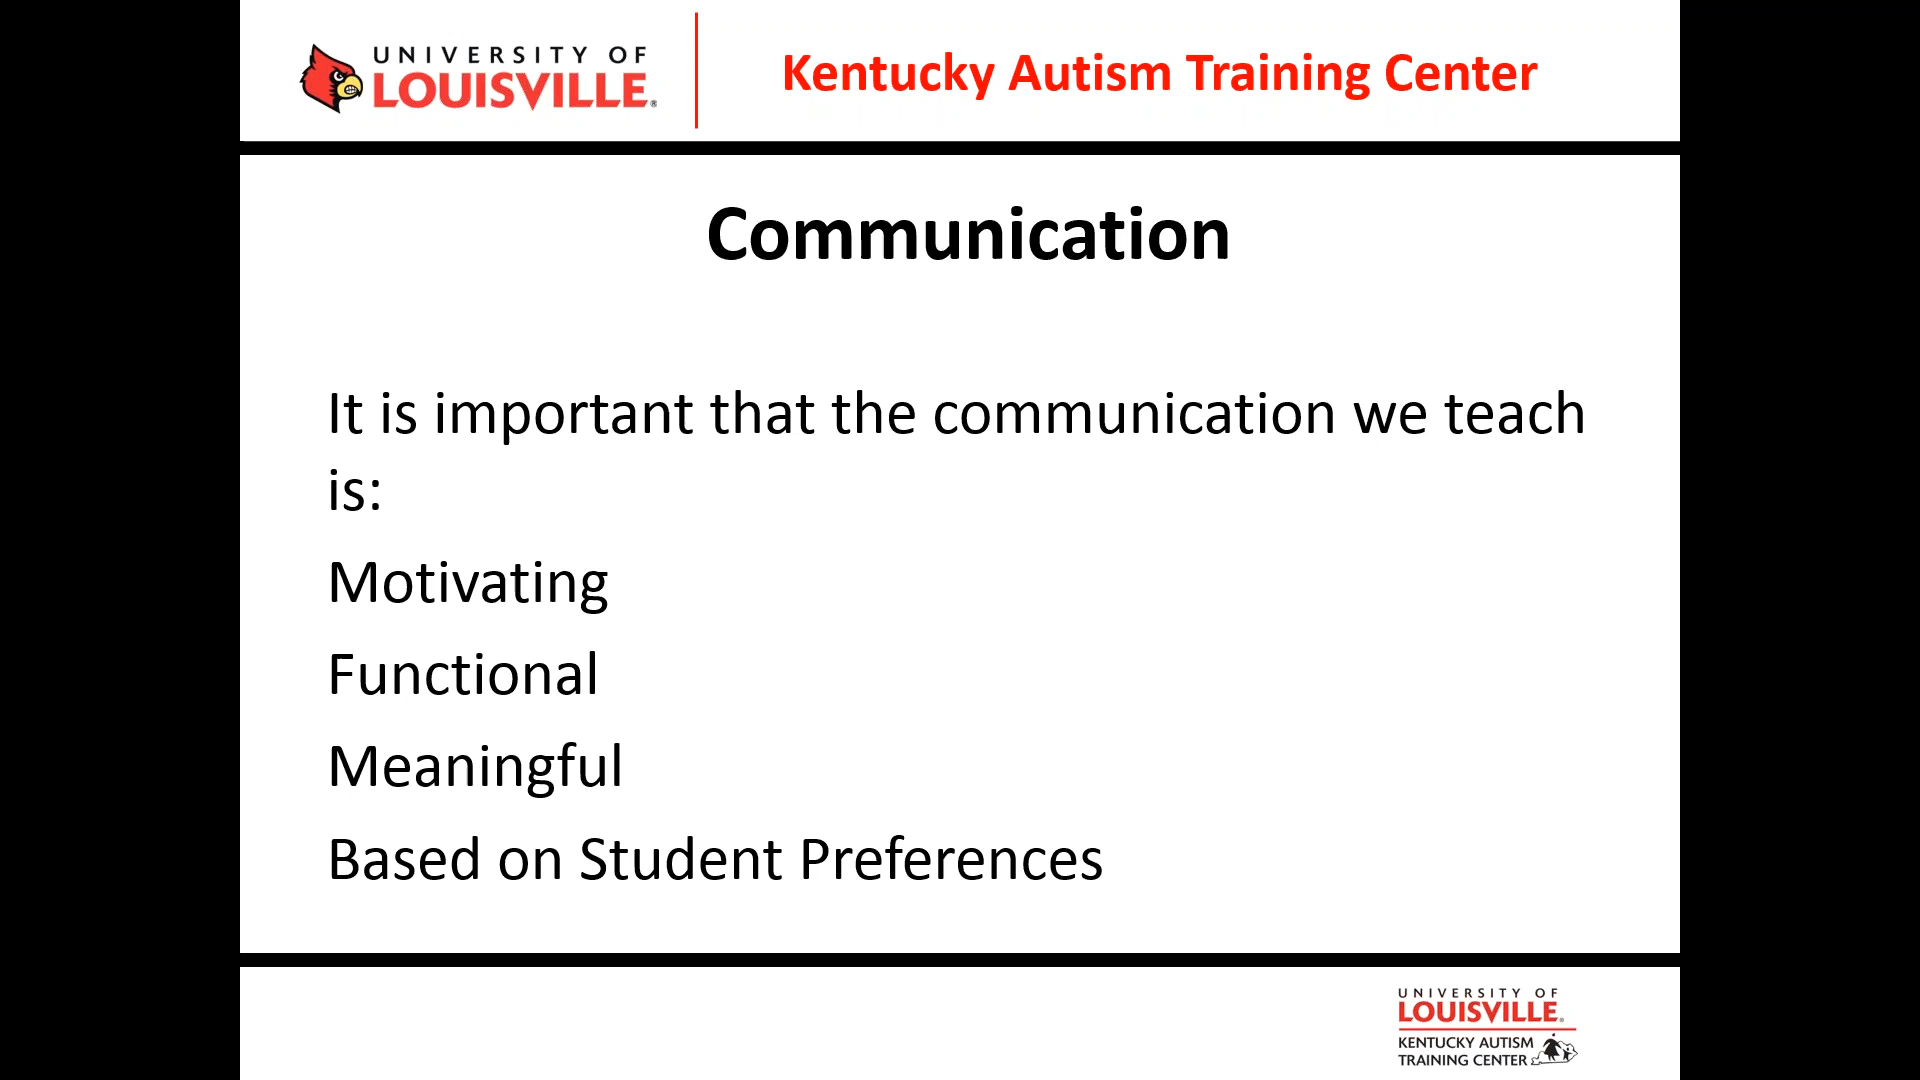 UNIVERSITY OF
LOUISVILLE®
Kentucky Autism Training Center
Communication
It is important that the communication we teach
is:
Motivating
Functional
Meaningful
Based on Student Preferences
UNIVERSITY OF
LOUISVILLE®
KENTUCKY AUTISM
TRAINING CENTER